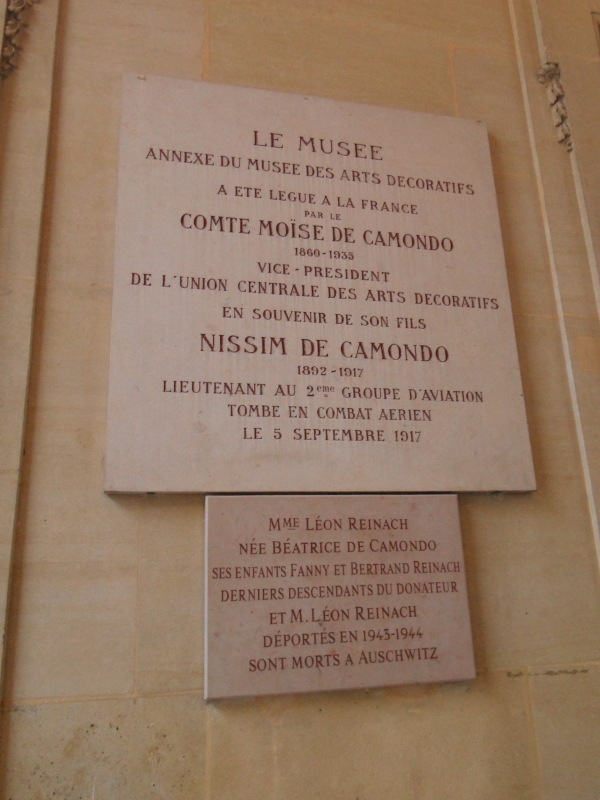 LE MUSEE
ANNEXE DU MUSEE DES ARTS DECORATIFS
A ETE LEGUE A LA FRANCE
PAR LE
COMTE MOÏSE DE CAMONDO
1860-1935
VICE-PRESIDENT
DE L'UNION CENTRALE DES ARTS DECORATIFS
EN SOUVENIR DE SON FILS
NISSIM DE CAMONDO
1892-1917
LIEUTENANT AU 2eme GROUPE D'AVIATION
TOMBE EN COMBAT AERIEN
LE 5 SEPTEMBRE 1917
MME LÉON REINACH
NÉE BÉATRICE DE CAMONDO
SES ENFANTS FANNY ET BERTRAND REINACH
DERNIERS DESCENDANTS DU DONATEUR
ET M. LÉON REINACH
DÉPORTÉS EN 1943-1944
SONT MORTS A AUSCHWITZ